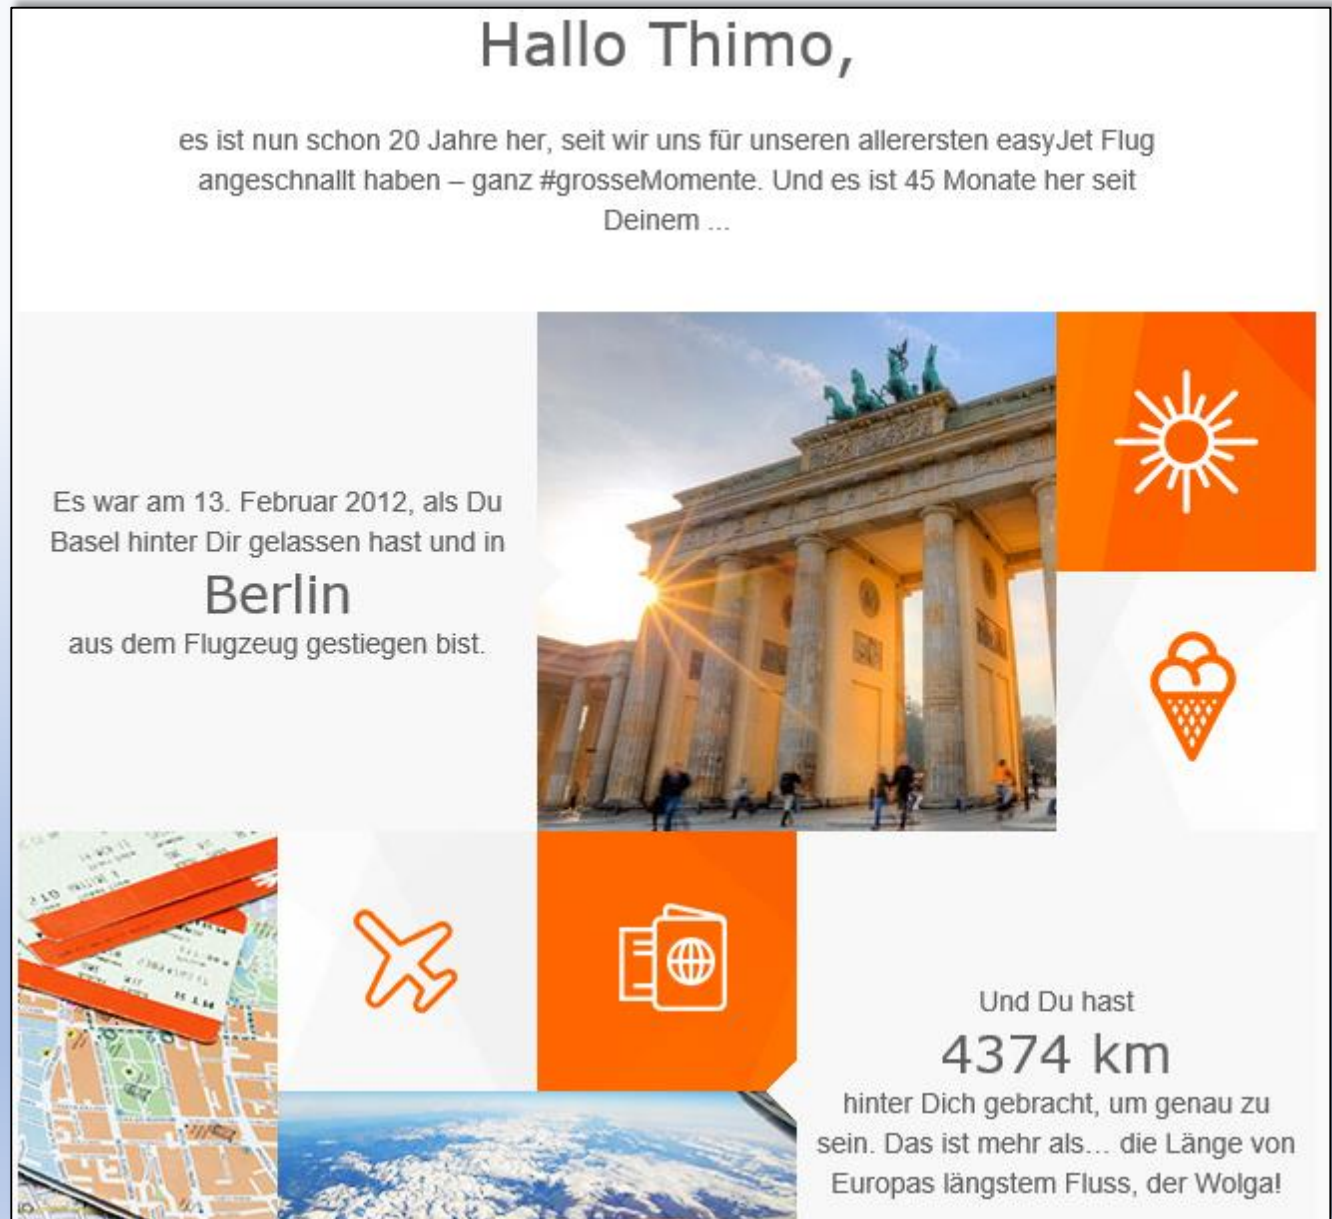 Hallo Thimo,
es ist nun schon 20 Jahre her, seit wir uns für unseren allerersten easyJet Flug
angeschnallt haben – ganz #grosseMomente. Und es ist 45 Monate her seit
Deinem ...
Es war am 13. Februar 2012, als Du
Basel hinter Dir gelassen hast und in
Berlin
aus dem Flugzeug gestiegen bist.
Und Du hast
4374 km
hinter Dich gebracht, um genau zu
sein. Das ist mehr als... die Länge von
Europas längstem Fluss, der Wolga!